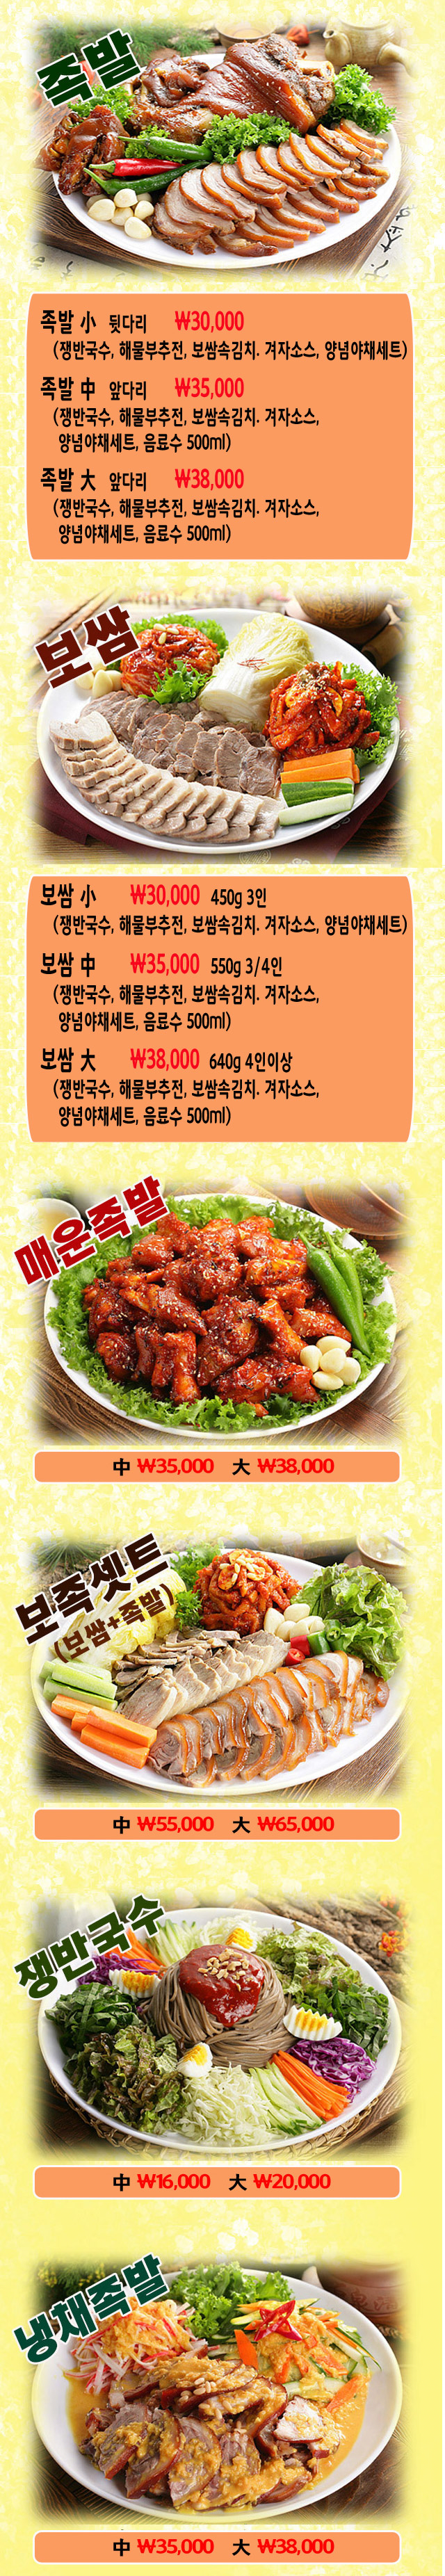 족발
족발 小 뒷다리 ₩30,000
(쟁반국수, 해물부추전, 보쌈속김치. 겨자소스, 양념야채세트)
족발 中 앞다리 ₩35,000
(쟁반국수, 해물부추전, 보쌈속김치. 겨자소스,
양념야채세트, 음료수 500ml)
족발 大 앞다리 ₩38,000
(쟁반국수, 해물부추전, 보쌈속김치. 겨자소스,
양념야채세트, 음료수 500ml)
보쌈
보쌈 小 ₩30,000 450g 3인
(쟁반국수, 해물부추전, 보쌈속김치. 겨자소스, 양념야채세트)
보쌈 中 ₩35,000 550g 3/4인
(쟁반국수, 해물부추전, 보쌈속김치. 겨자소스,
양념야채세트, 음료수 500ml)
보쌈 大 ₩38,000 640g 4인이상
(쟁반국수, 해물부추전, 보쌈속김치. 겨자소스,
양념야채세트, 음료수 500ml)
매운족발
中 ₩35,000 大 ₩38,000
보족셋트
(보쌈+족발)
中 ₩55,000 大 ₩65,000
쟁반국수
中 ₩16,000 大 ₩20,000
냉채족발
中 ₩35,000 大 ₩38,000